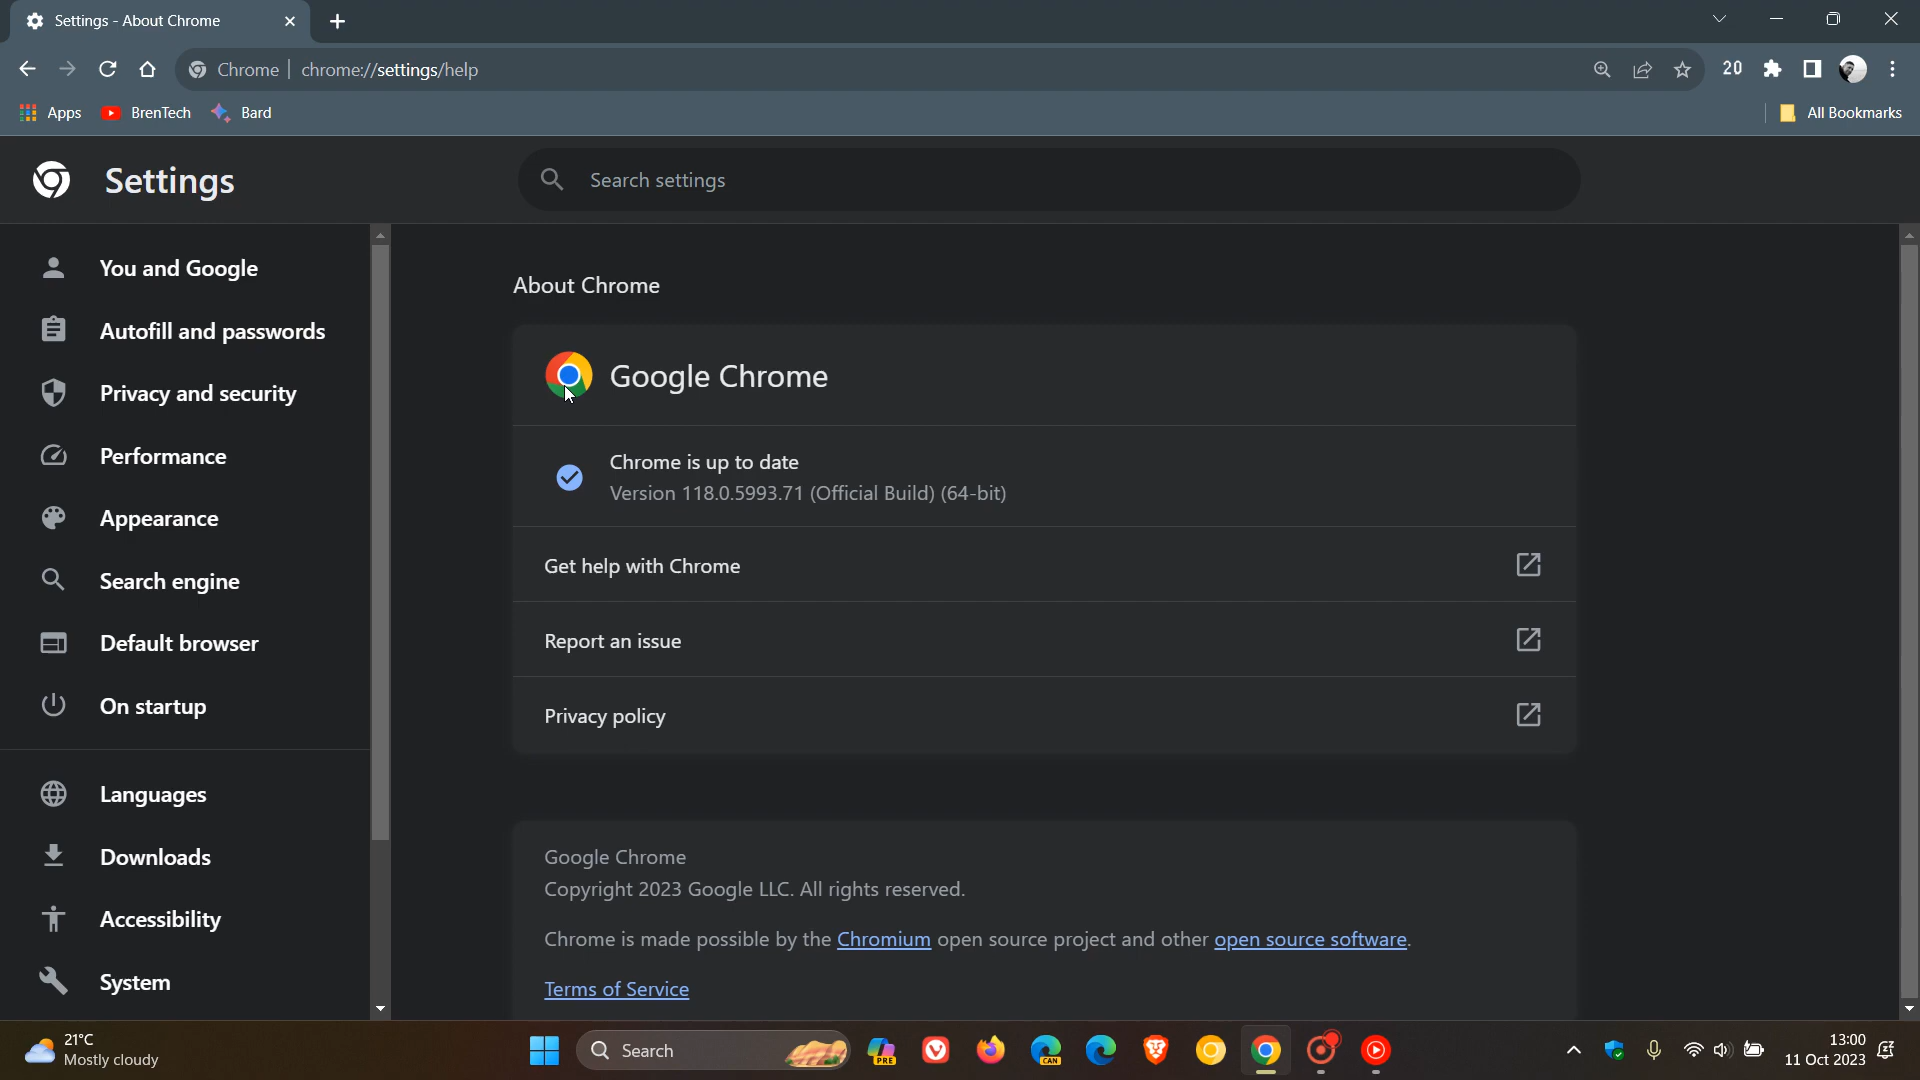 Settings - About Chrome
Chrome | chrome://settings/help
20
Apps BrenTech Bard
All Bookmarks
Settings
Search settings
You and Google
Autofill and passwords
Privacy and security
Performance
Appearance
Search engine
Default browser
On startup
Languages
Downloads
Accessibility
System
About Chrome
Google Chrome
Chrome is up to date
Version 118.0.5993.71 (Official Build) (64-bit)
Get help with Chrome
Report an issue
Privacy policy
Google Chrome
Copyright 2023 Google LLC. All rights reserved.
Chrome is made possible by the Chromium open source project and other open source software.
Terms of Service
21°C
Mostly cloudy
Search
PRE
CAN
13:00
11 Oct 2023